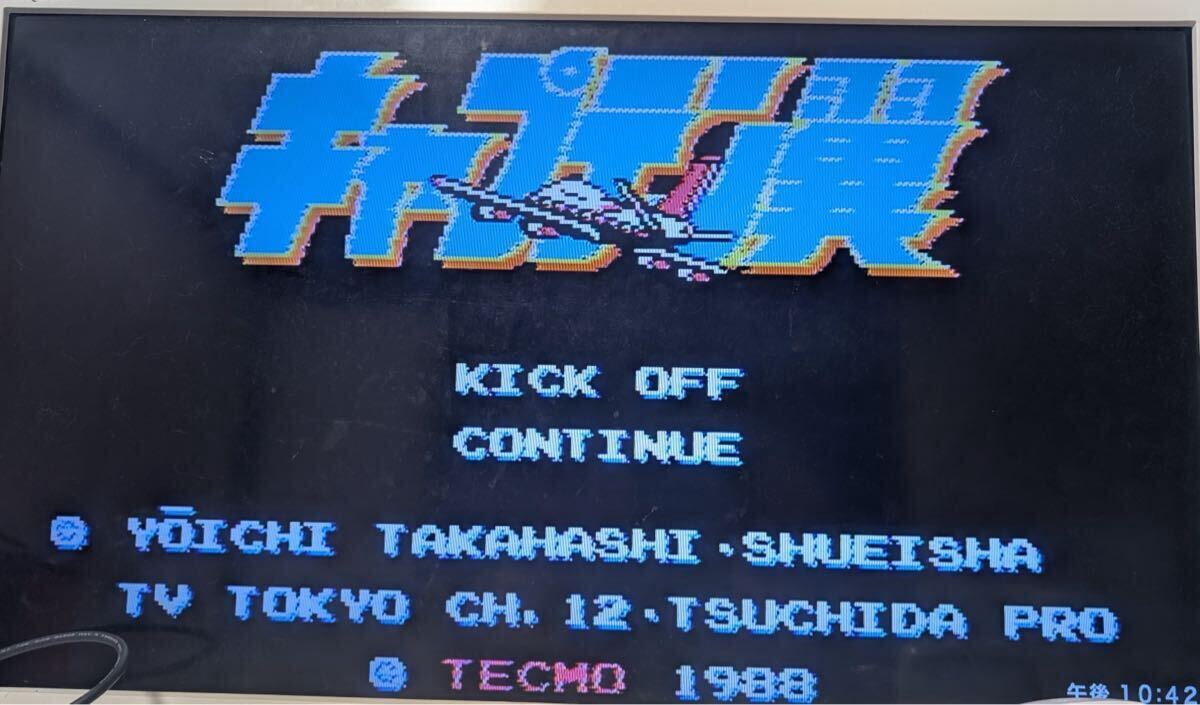 キャプテン翼
KICK OFF
CONTINUE
© YŌICHI TAKAHASHI・SHUEISHA
TV TOKYO CH. 12・TSUCHIDA PRO
© TECMO 1988
午後 10:42